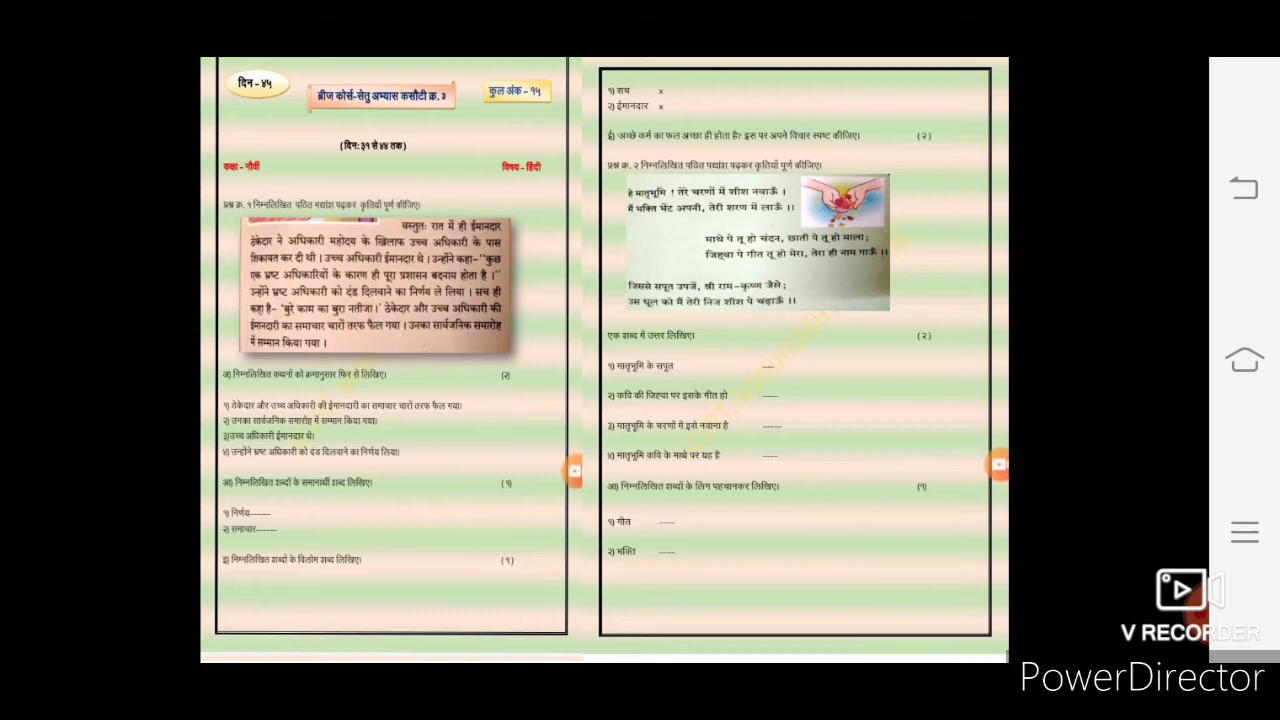 दिन - ४५
ब्रीज कोर्स-सेतु अभ्यास कसौटी क्र. ३
कुल अंक - १५
(दिन: ३१ से ४४ तक)
कक्षा - नौवीं
विषय - हिंदी
प्रश्न क्र. १ निम्नलिखित पठित गद्यांश पढ़कर कृतियाँ पूर्ण कीजिए।
वस्तुतः रात में ही ईमानदार
ठेकेदार ने अधिकारी महोदय के खिलाफ उच्च अधिकारी के पास
शिकायत कर दी थी। उच्च अधिकारी ईमानदार थे। उन्होंने कहा-"कुछ
एक भ्रष्ट अधिकारियों के कारण ही पूरा प्रशासन बदनाम होता है।"
उन्होंने भ्रष्ट अधिकारी को दंड दिलवाने का निर्णय ले लिया। सच ही
कहा है- 'बुरे काम का बुरा नतीजा।' ठेकेदार और उच्च अधिकारी की
ईमानदारी का समाचार चारों तरफ फैल गया। उनका सार्वजनिक समारोह
में सम्मान किया गया।
अ) निम्नलिखित कथनों को क्रमानुसार फिर से लिखिए। (२)
१) ठेकेदार और उच्च अधिकारी की ईमानदारी का समाचार चारों तरफ फैल गया।
२) उनका सार्वजनिक समारोह में सम्मान किया गया।
३)उच्च अधिकारी ईमानदार थे।
४) उन्होंने भ्रष्ट अधिकारी को दंड दिलवाने का निर्णय लिया।
आ) निम्नलिखित शब्दों के समानार्थी शब्द लिखिए। (१)
१) निर्णय------
२) समाचार------
इ) निम्नलिखित शब्दों के विलोम शब्द लिखिए। (१)
१) सच x
२) ईमानदार x
ई) 'अच्छे कर्म का फल अच्छा ही होता है।' इस पर अपने विचार स्पष्ट कीजिए। (२)
प्रश्न क्र. २ निम्नलिखित पठित पद्यांश पढ़कर कृतियाँ पूर्ण कीजिए।
हे मातृभूमि ! तेरे चरणों में शीश नवाऊँ ।
मैं भक्ति भेंट अपनी, तेरी शरण में लाऊँ ।।
माथे पे तू हो चंदन, छाती पे तू हो माला;
जिह्वा पे गीत तू हो मेरा, तेरा ही नाम गाऊँ ।।
जिससे सपूत उपजें, श्री राम-कृष्ण जैसे;
उस धूल को मैं तेरी निज शीश पे चढ़ाऊँ ।।
एक शब्द में उत्तर लिखिए। (२)
१) मातृभूमि के सपूत ---
२) कवि की जिह्वा पर इसके गीत हो ----
३) मातृभूमि के चरणों में इसे नवाना है -----
४) मातृभूमि कवि के माथे पर यह है ----
आ) निम्नलिखित शब्दों के लिंग पहचानकर लिखिए। (१)
१) गीत ----
२) भक्ति ----
V RECORDER
PowerDirector